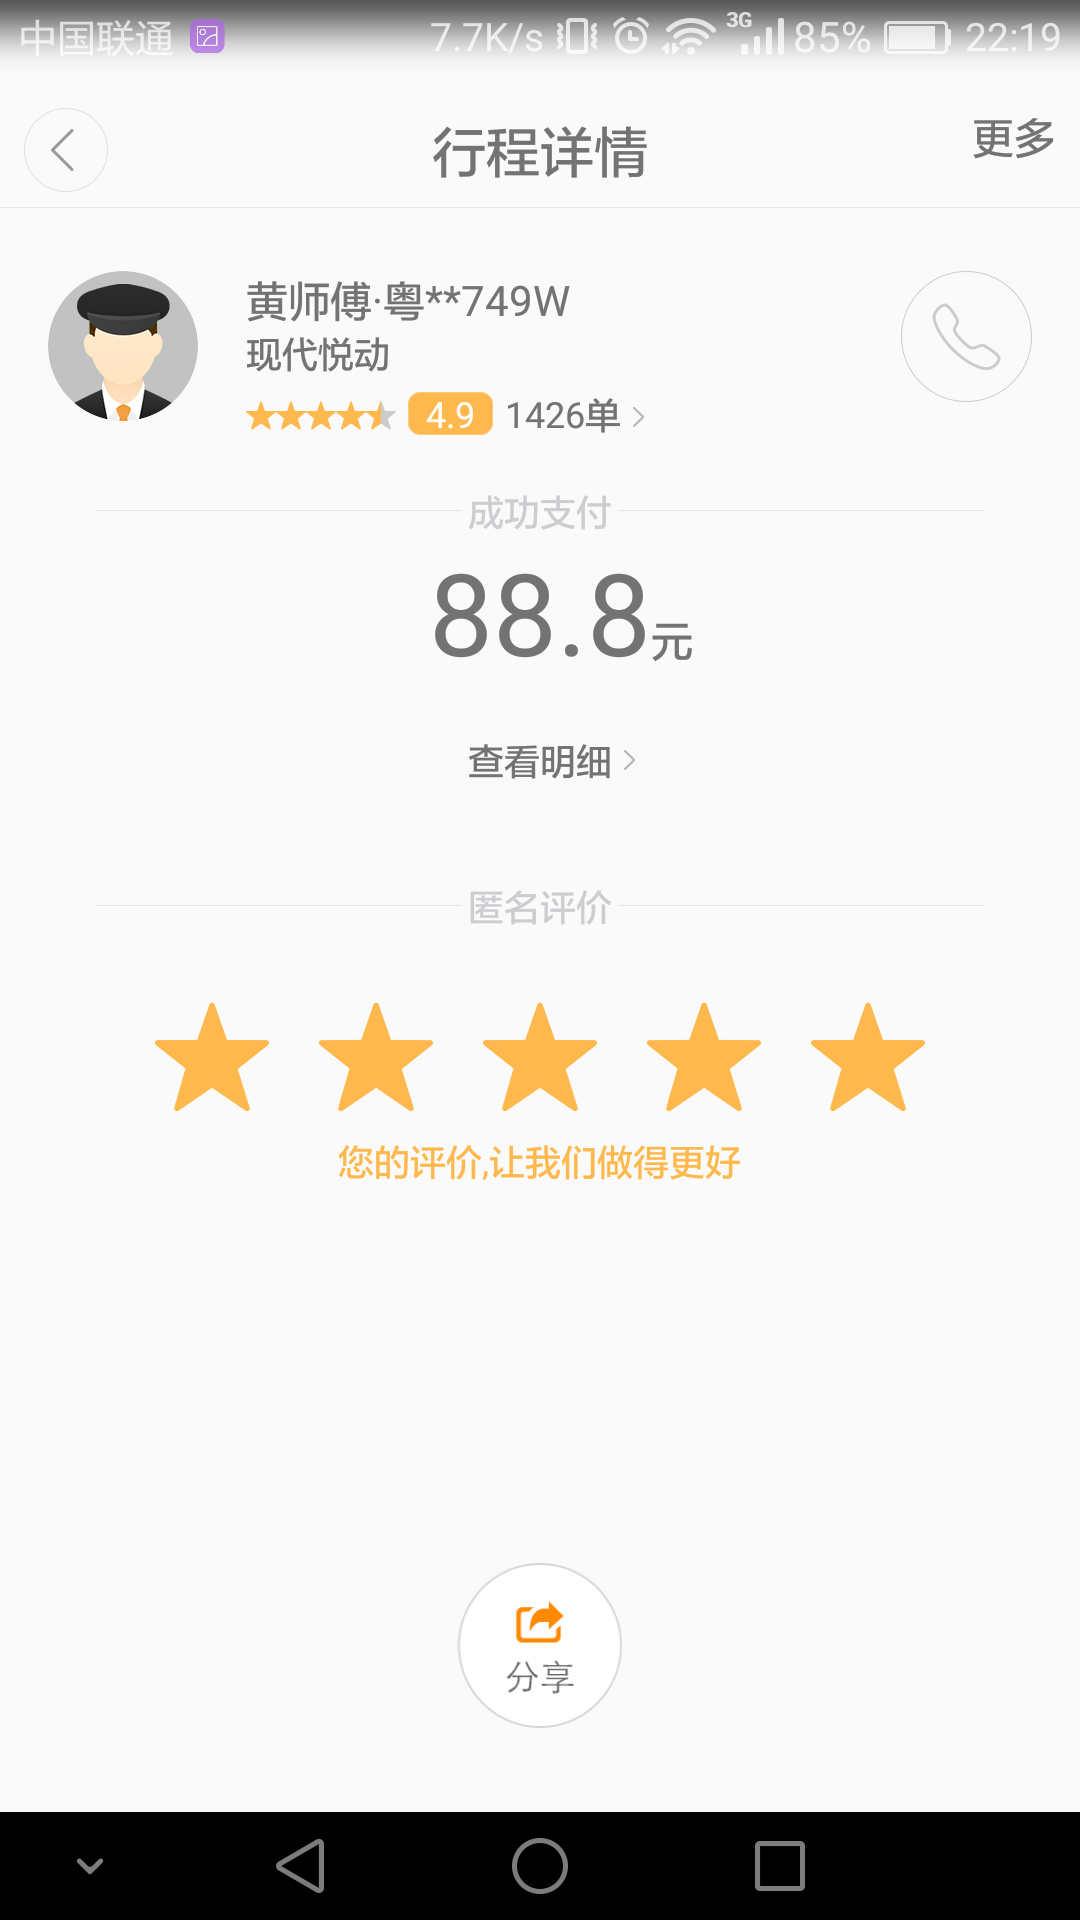 中国联通 7.7K/s 3G 85% 22:19
行程详情
更多
黄师傅·粤**749W
现代悦动
4.9 1426单
成功支付
88.8元
查看明细
匿名评价
您的评价,让我们做得更好
分享